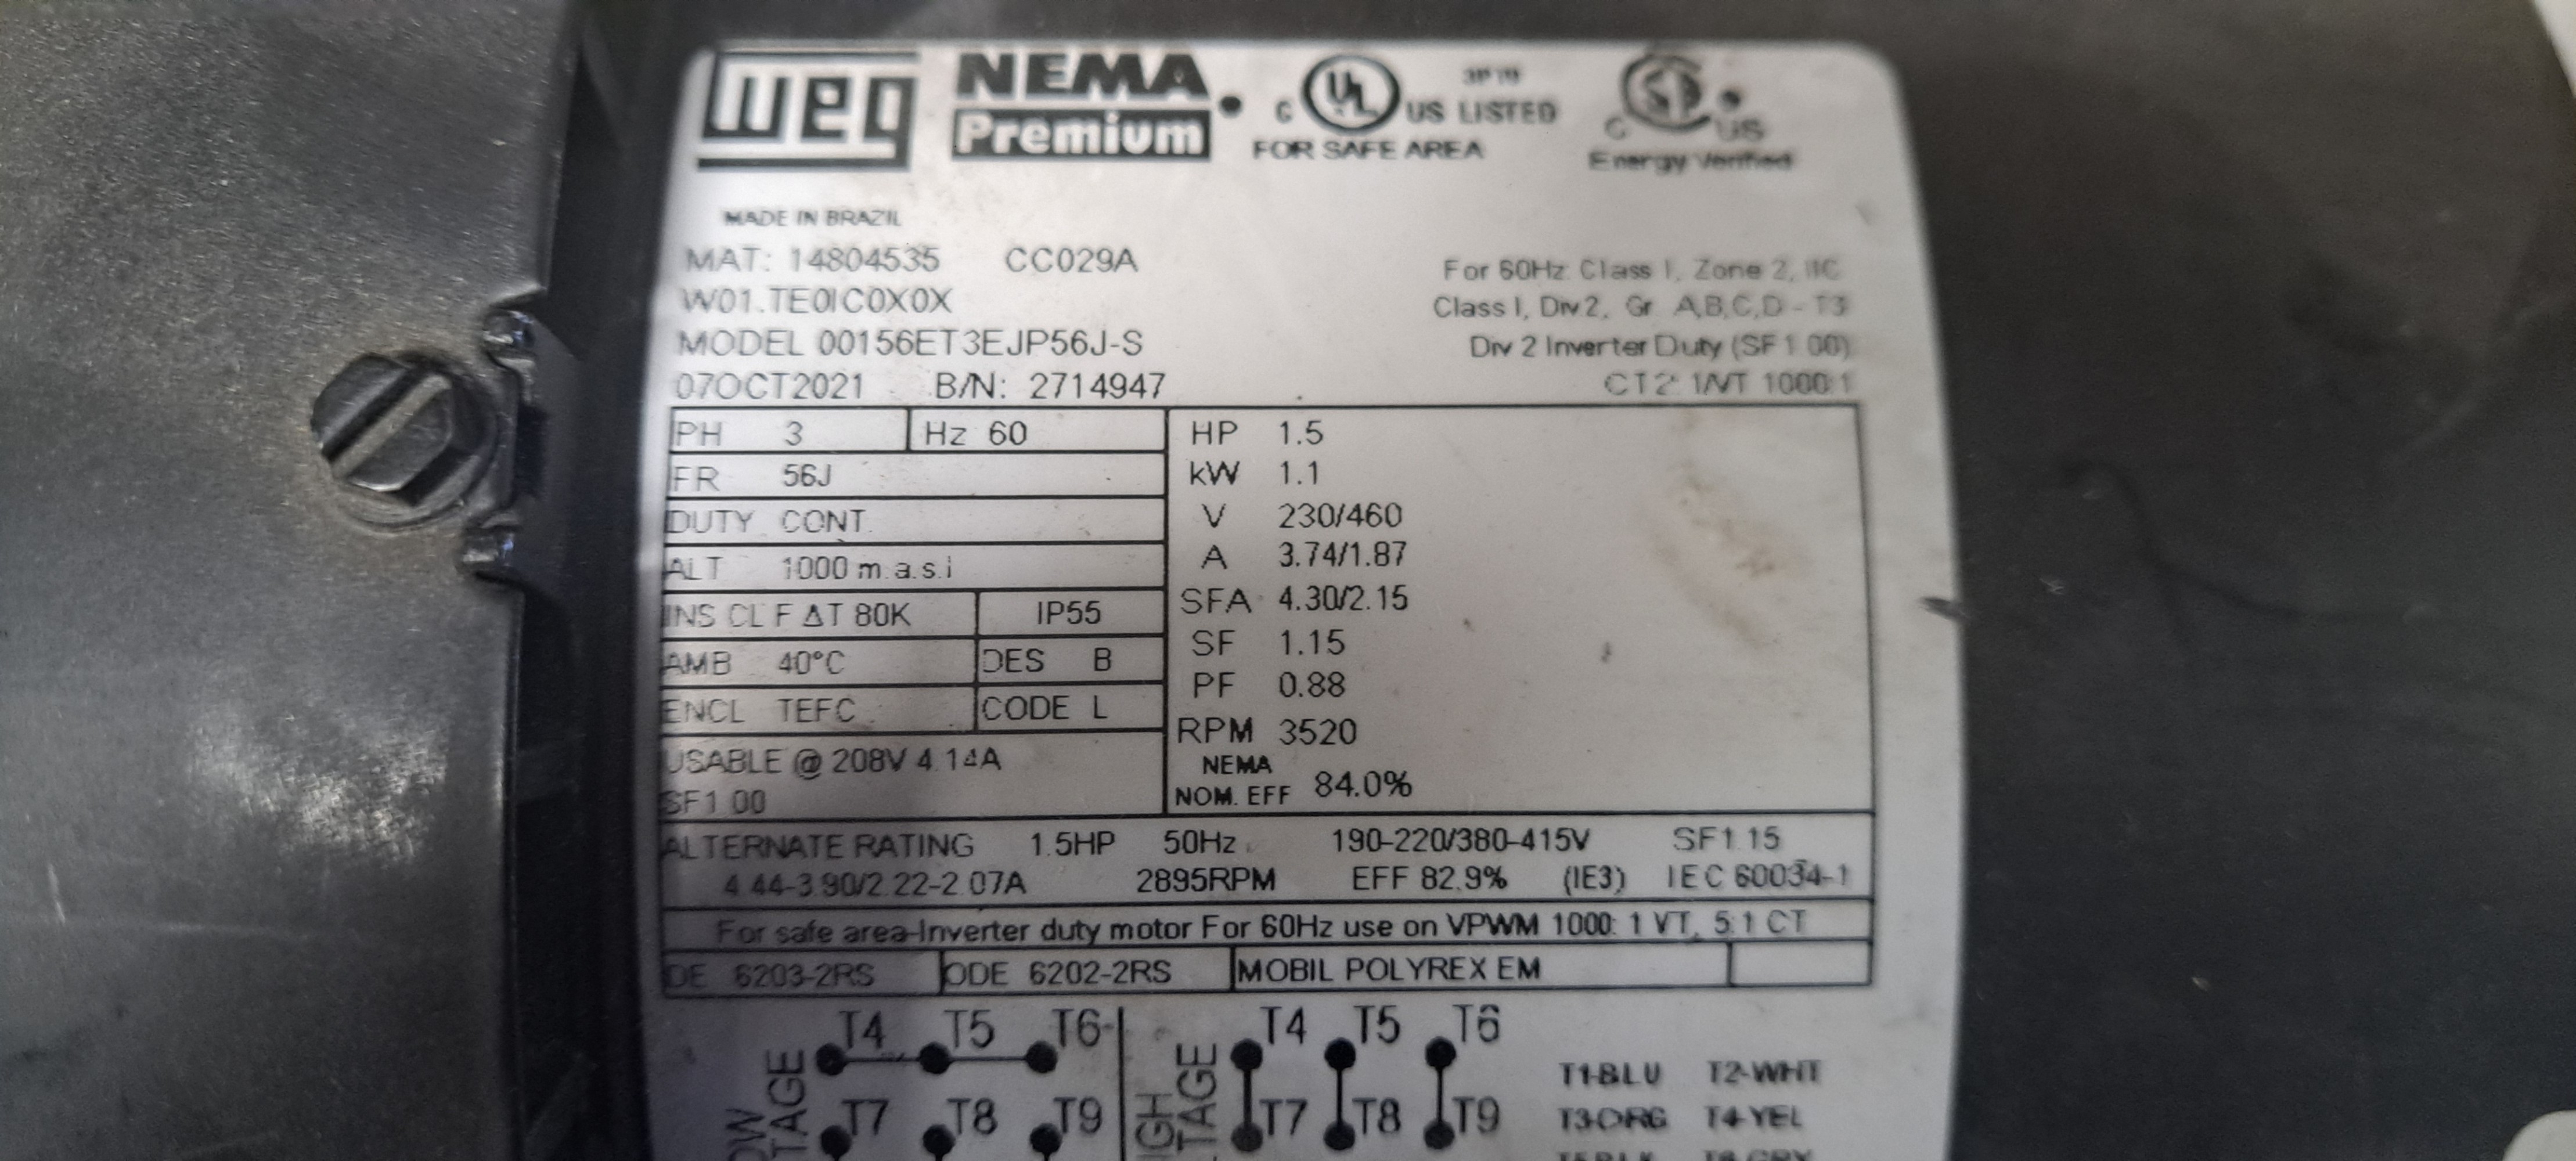 WEG
NEMA
Premium
C UL US LISTED
FOR SAFE AREA
C US
Energy Verified
MADE IN BRAZIL
MAT: 14804535 CC029A
W01.TE0IC0X0X
MODEL 00156ET3EJP56J-S
07OCT2021 B/N: 2714947
For 60Hz: Class I, Zone 2, IIC
Class I, Div 2, Gr. A,B,C,D - T3
Div 2 Inverter Duty (SF1.00)
CT2:1/VT 1000:1
PH 3 Hz 60
FR 56J
DUTY CONT.
ALT 1000 m.a.s.l
INS CL F ΔT 80K IP55
AMB 40°C DES B
ENCL TEFC CODE L
USABLE @ 208V 4.14A
SF1.00
HP 1.5
kW 1.1
V 230/460
A 3.74/1.87
SFA 4.30/2.15
SF 1.15
PF 0.88
RPM 3520
NEMA
NOM. EFF 84.0%
ALTERNATE RATING 1.5HP 50Hz 190-220/380-415V SF1.15
4.44-3.90/2.22-2.07A 2895RPM EFF 82.9% (IE3) IEC 60034-1
For safe area-Inverter duty motor For 60Hz use on VPWM 1000:1 VT, 5:1 CT
DE 6203-2RS ODE 6202-2RS MOBIL POLYREX EM
T4 T5 T6
T7 T8 T9
T4 T5 T6
T7 T8 T9
T1-BLU T2-WHT
T3-ORG T4-YEL